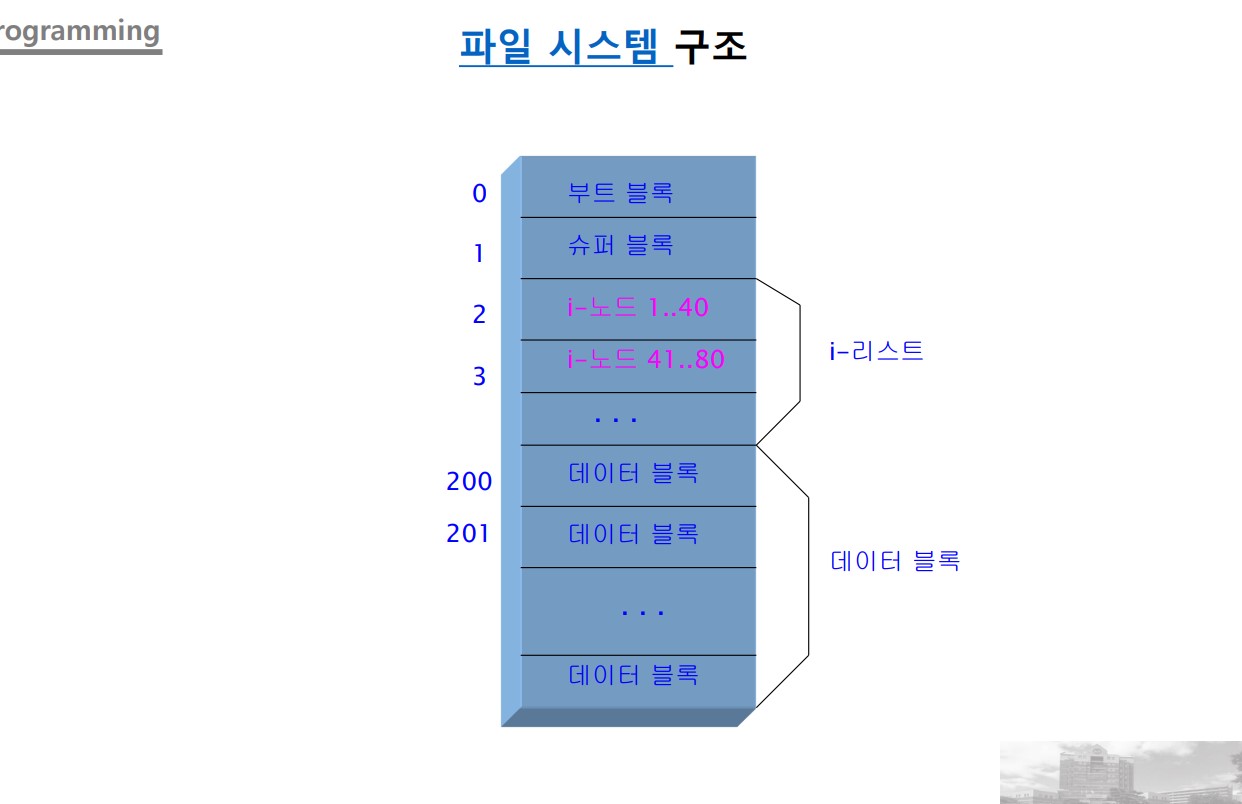 rogramming
파일 시스템 구조
0 부트 블록
1 슈퍼 블록
2 i-노드 1..40
3 i-노드 41..80
i-리스트
. . .
200 데이터 블록
201 데이터 블록
데이터 블록
. . .
데이터 블록